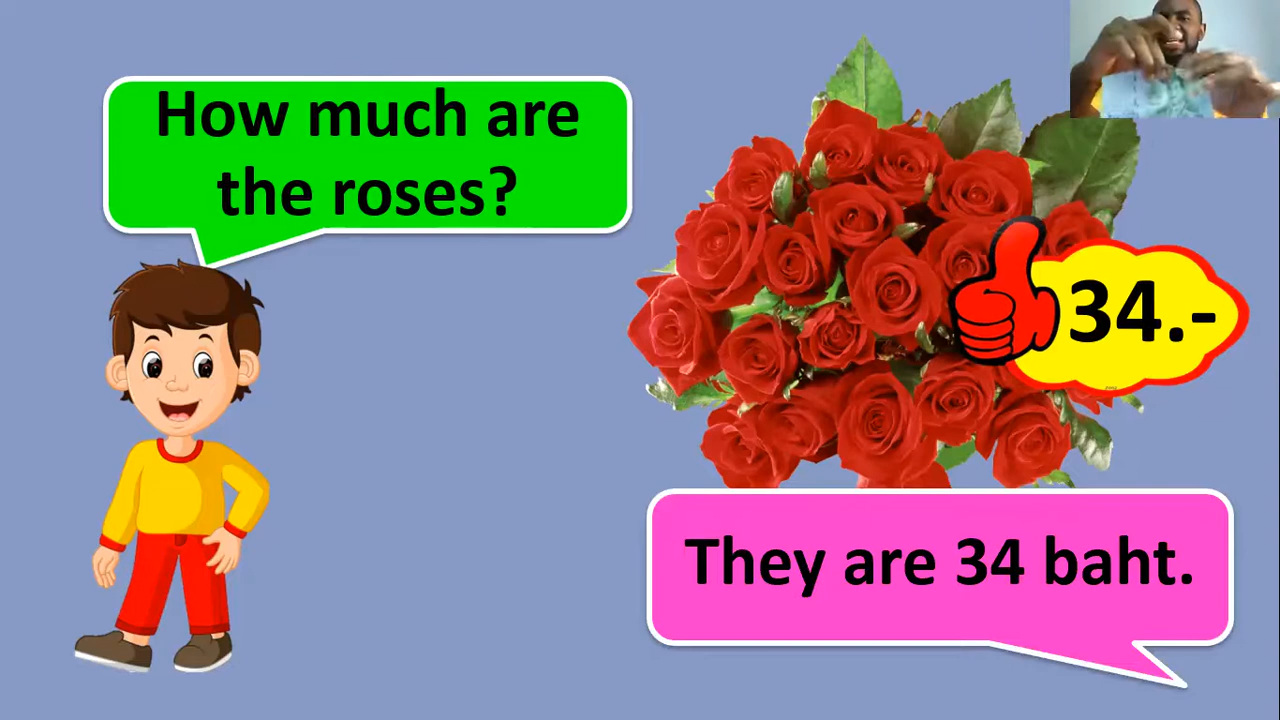 How much are
the roses?
34.-
They are 34 baht.